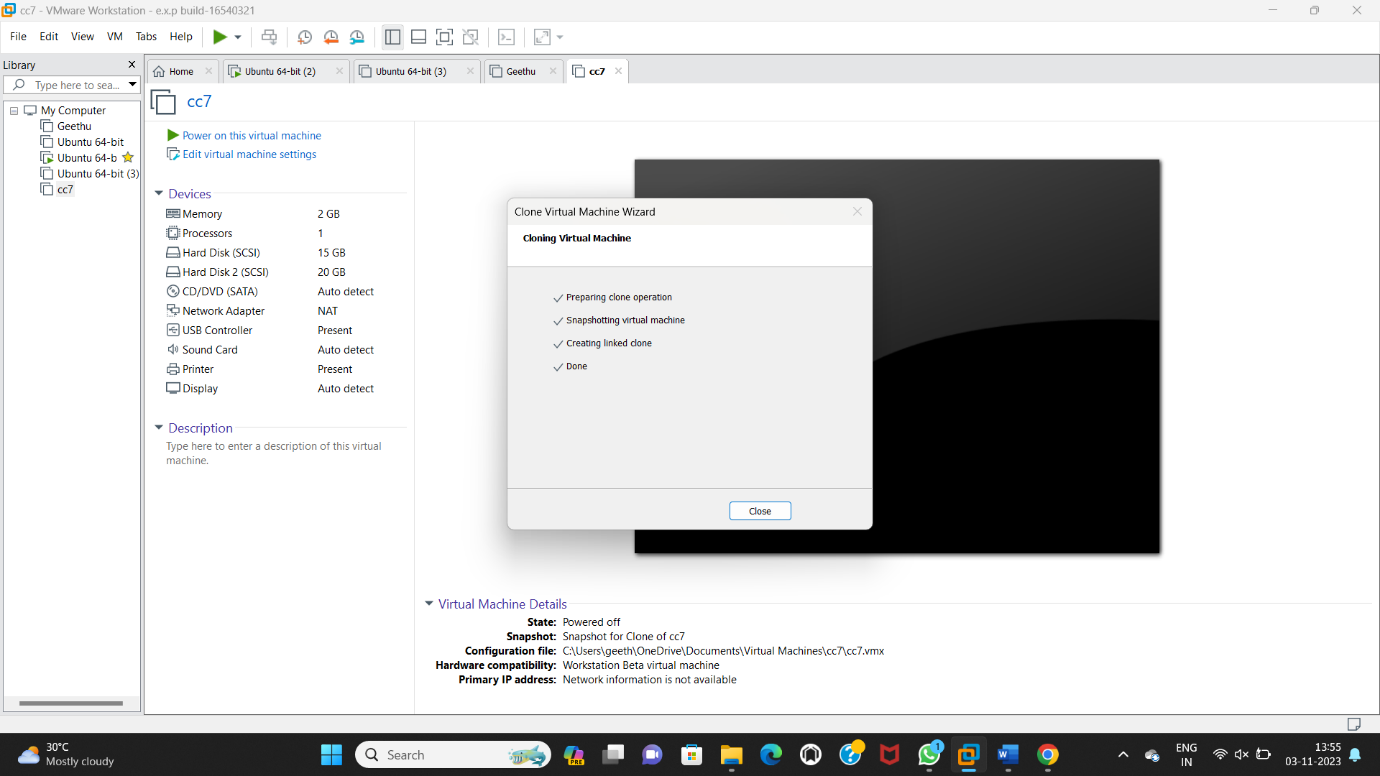 cc7 - VMware Workstation - e.x.p build-16540321
File Edit View VM Tabs Help
Library
Type here to sea...
My Computer
Geethu
Ubuntu 64-bit
Ubuntu 64-b
Ubuntu 64-bit (3)
cc7
Home Ubuntu 64-bit (2) Ubuntu 64-bit (3) Geethu cc7
cc7
Power on this virtual machine
Edit virtual machine settings
Devices
Memory 2 GB
Processors 1
Hard Disk (SCSI) 15 GB
Hard Disk 2 (SCSI) 20 GB
CD/DVD (SATA) Auto detect
Network Adapter NAT
USB Controller Present
Sound Card Auto detect
Printer Present
Display Auto detect
Description
Type here to enter a description of this virtual
machine.
Clone Virtual Machine Wizard
Cloning Virtual Machine
Preparing clone operation
Snapshotting virtual machine
Creating linked clone
Done
Close
Virtual Machine Details
State: Powered off
Snapshot: Snapshot for Clone of cc7
Configuration file: C:\Users\geeth\OneDrive\Documents\Virtual Machines\cc7\cc7.vmx
Hardware compatibility: Workstation Beta virtual machine
Primary IP address: Network information is not available
30°C
Mostly cloudy
Search
PRE
1
ENG
IN
13:55
03-11-2023